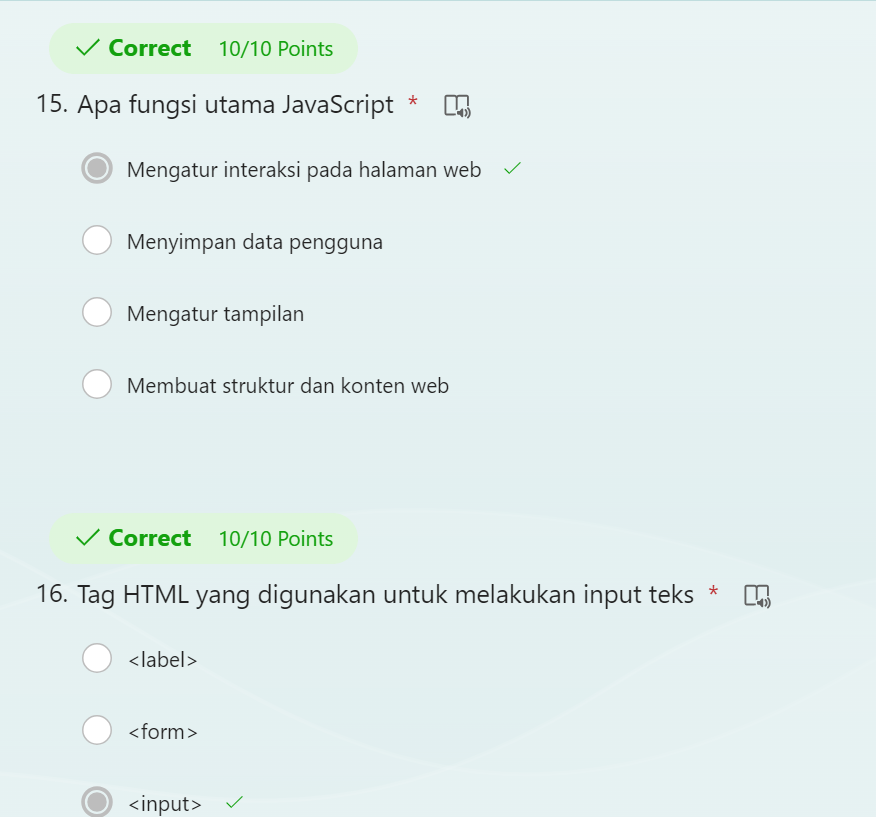 Correct 10/10 Points
15. Apa fungsi utama JavaScript *
Mengatur interaksi pada halaman web
Menyimpan data pengguna
Mengatur tampilan
Membuat struktur dan konten web
Correct 10/10 Points
16. Tag HTML yang digunakan untuk melakukan input teks *
<label>
<form>
<input>